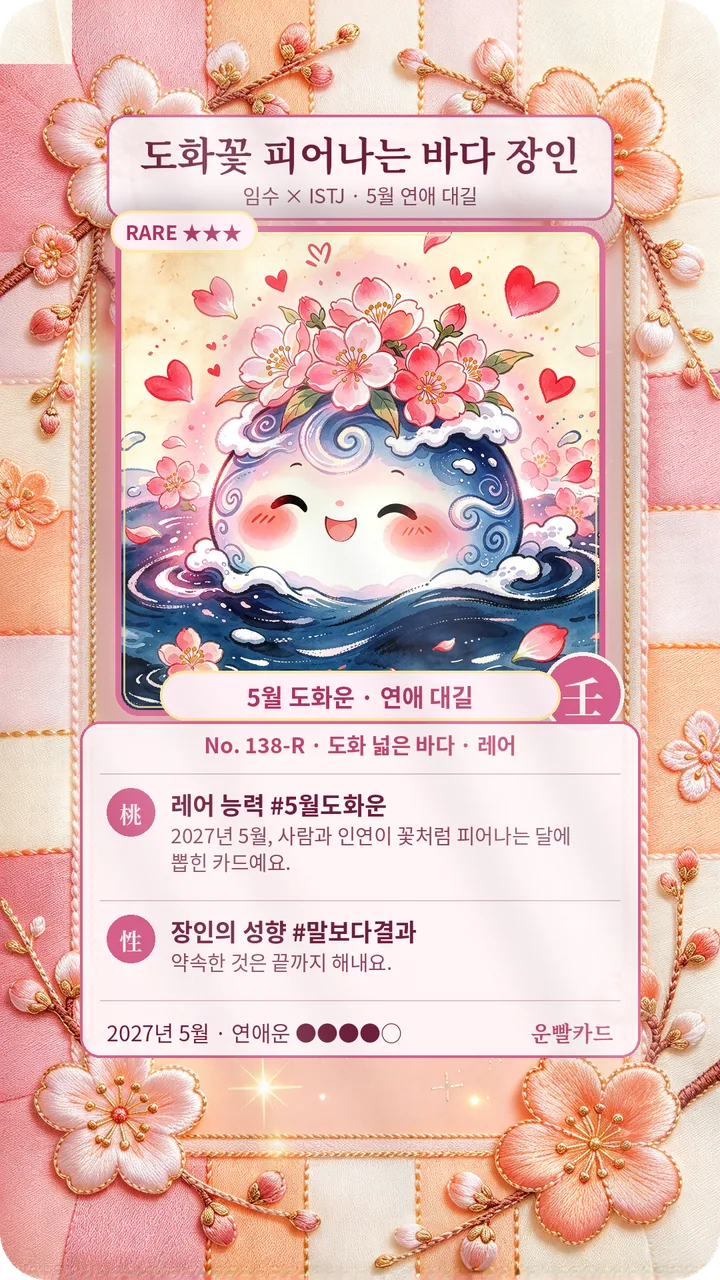 도화꽃 피어나는 바다 장인
임수 × ISTJ · 5월 연애 대길
RARE ★★★
5월 도화운 · 연애 대길
壬
No. 138-R · 도화 넓은 바다 · 레어
桃
레어 능력 #5월도화운
2027년 5월, 사람과 인연이 꽃처럼 피어나는 달에
뽑힌 카드예요.
性
장인의 성향 #말보다결과
약속한 것은 끝까지 해내요.
2027년 5월 · 연애운 ●●●●○
운빨카드